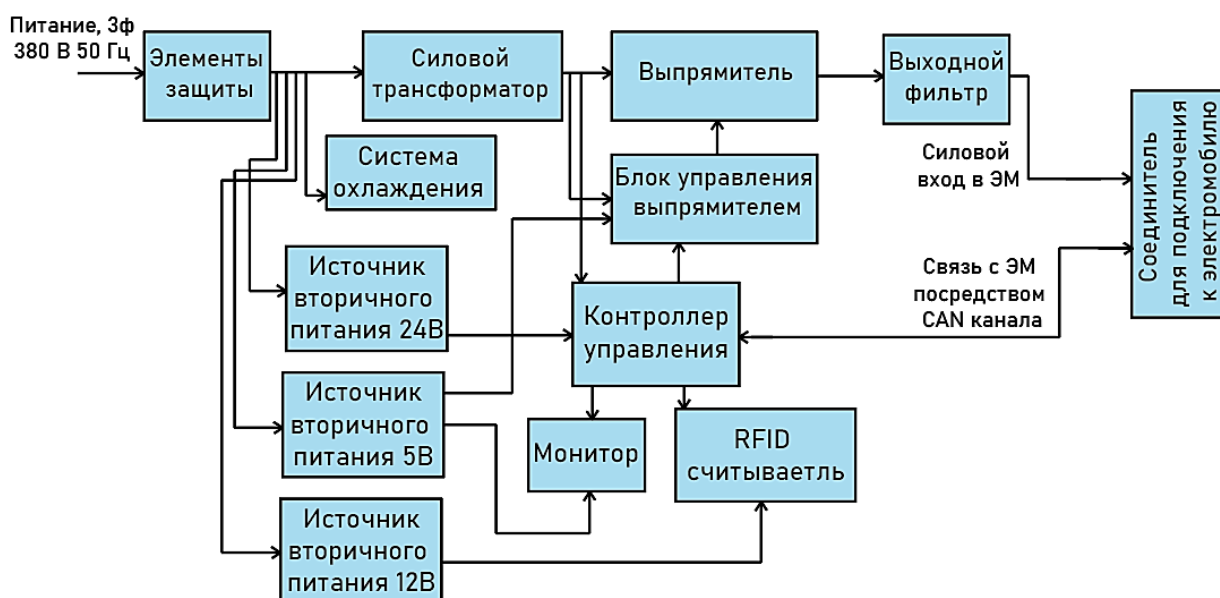 Питание, 3ф
380 В 50 Гц
Элементы
защиты
Силовой
трансформатор
Выпрямитель
Выходной
фильтр
Система
охлаждения
Блок управления
выпрямителем
Силовой
вход в ЭМ
Соединитель
для подключения
к электромобилю
Источник
вторичного
питания 24В
Контроллер
управления
Связь с ЭМ
посредством
CAN канала
Источник
вторичного
питания 5В
Монитор
RFID
считываетль
Источник
вторичного
питания 12В